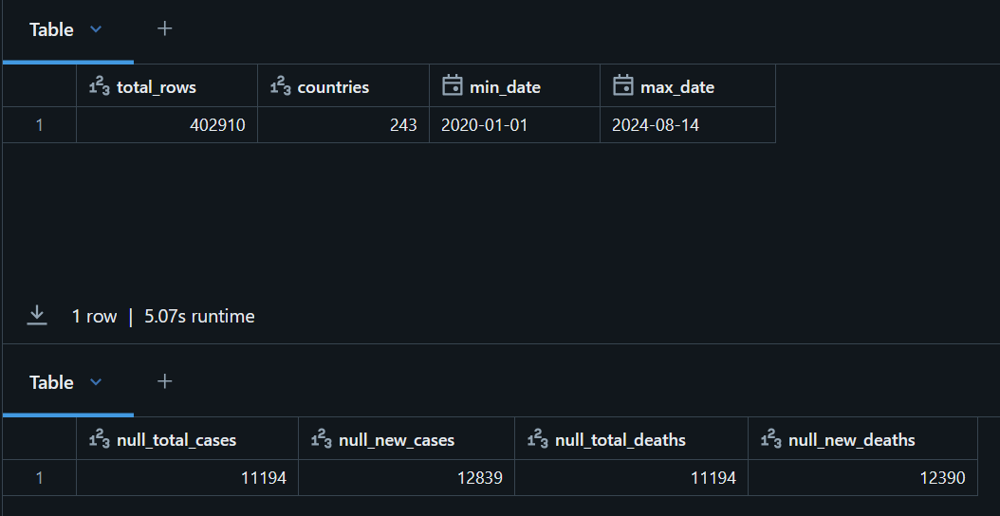 Table
total_rows countries min_date max_date
1 402910 243 2020-01-01 2024-08-14
1 row | 5.07s runtime
Table
null_total_cases null_new_cases null_total_deaths null_new_deaths
1 11194 12839 11194 12390